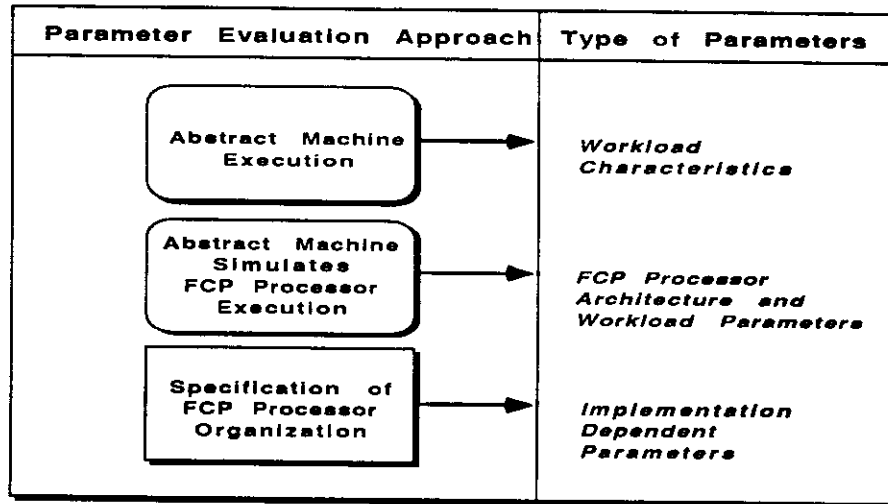 Parameter Evaluation Approach
Type of Parameters
Abstract Machine
Execution
Workload
Characteristics
Abstract Machine
Simulates
FCP Processor
Execution
FCP Processor
Architecture and
Workload Parameters
Specification of
FCP Processor
Organization
Implementation
Dependent
Parameters